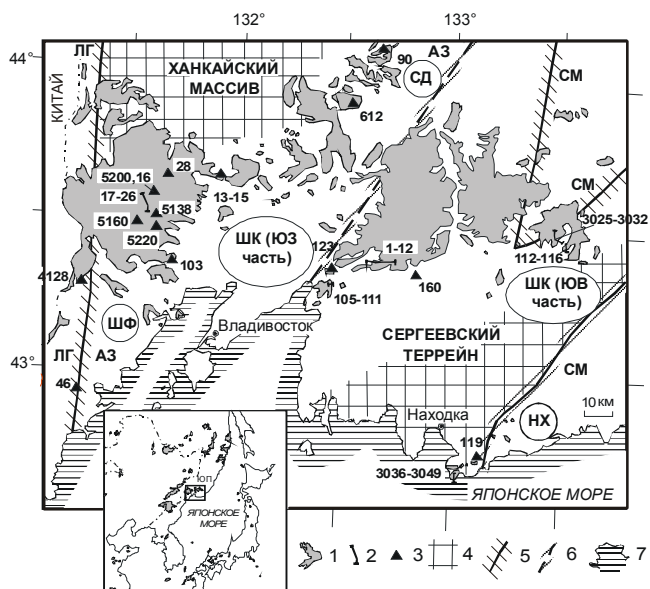 132° 133°
44° ЛГ АЗ
ХАНКАЙСКИЙ
МАССИВ
КИТАЙ
90
СД
СМ
612
28
5200,16
17-26
13-15
5138
СМ
5160
3025-3032
5220
ШК (ЮЗ
часть)
123
1-12
103
112-116
4128
105-111
160
ШК (ЮВ
часть)
ШФ
Владивосток
СЕРГЕЕВСКИЙ
ТЕРРЕЙН
43° ЛГ АЗ
СМ
46
10 км
Находка
НХ
119
3036-3049
ЯПОНСКОЕ МОРЕ
ЮП
ЯПОНСКОЕ
МОРЕ
1 2 3 4 5 6 7